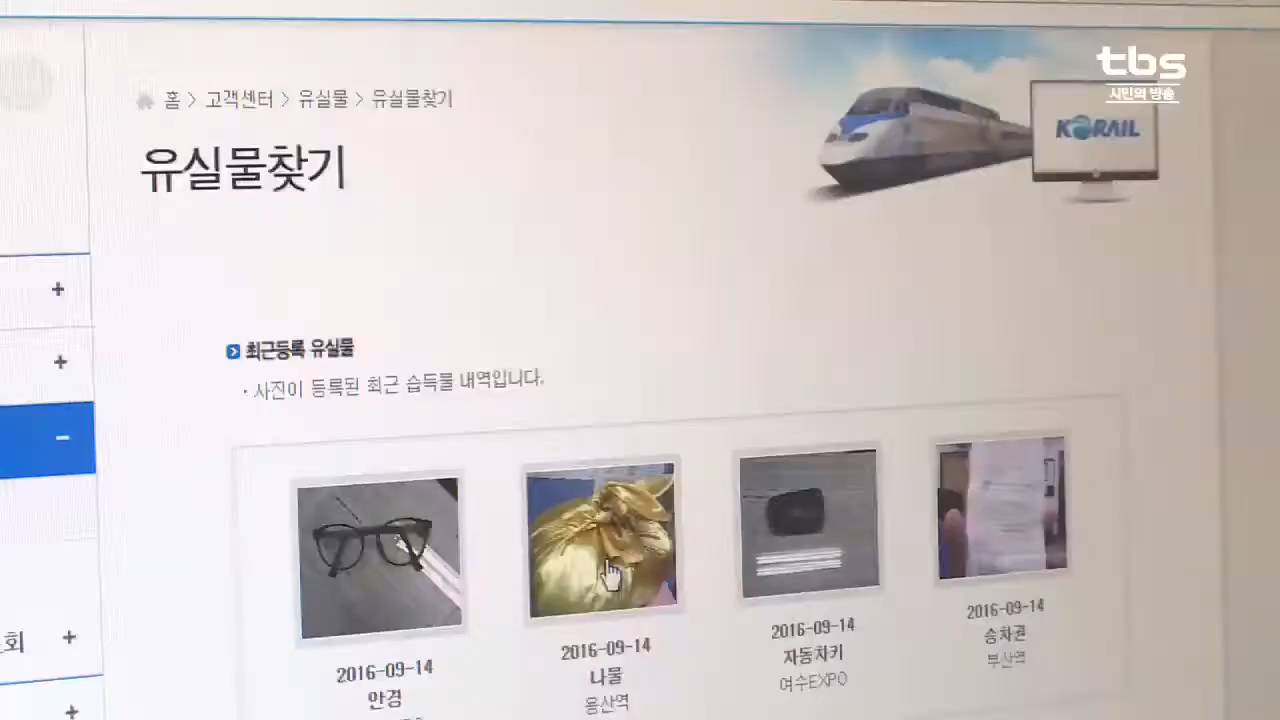 tbs
시민의 방송
홈 > 고객센터 > 유실물 > 유실물찾기
KORAIL
유실물찾기
최근등록 유실물
· 사진이 등록된 최근 습득물 내역입니다.
2016-09-14
안경
2016-09-14
나물
용산역
2016-09-14
자동차키
여수EXPO
2016-09-14
승차권
부산역
회